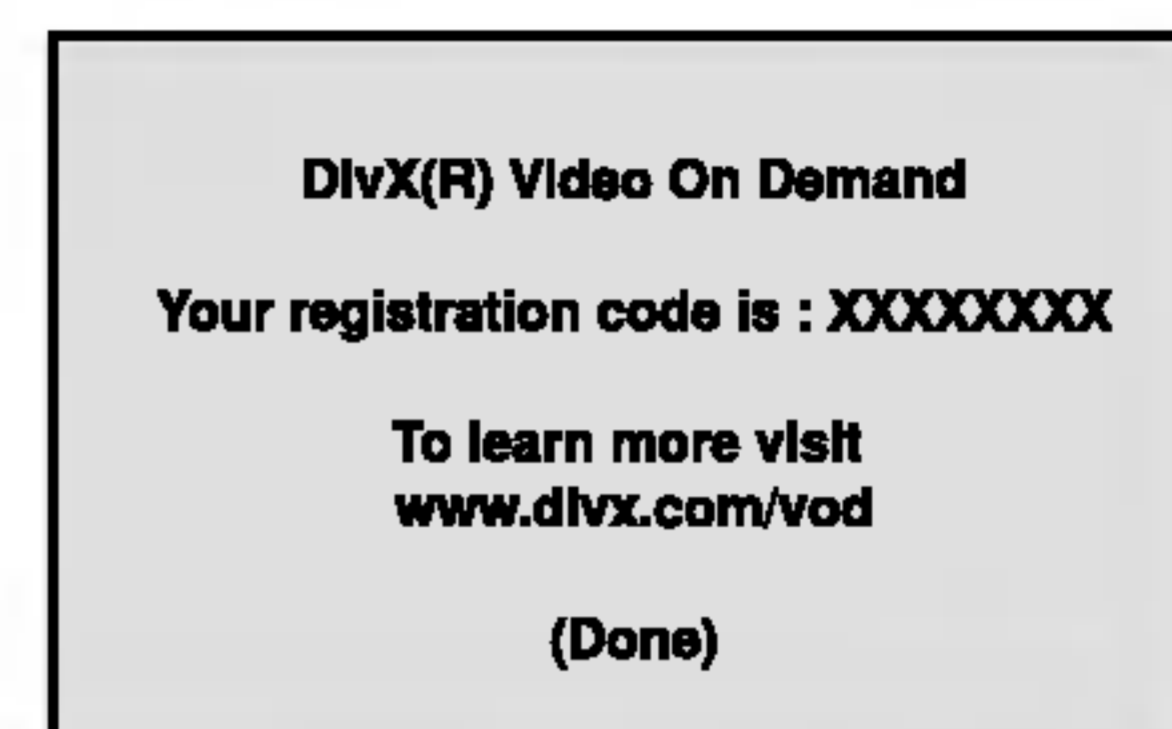 DivX(R) Video On Demand
Your registration code is : XXXXXXXX
To learn more visit
www.divx.com/vod
(Done)